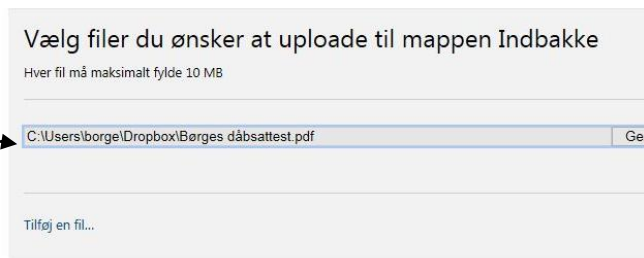 Vælg filer du ønsker at uploade til mappen Indbakke
Hver fil må maksimalt fylde 10 MB
C:\Users\borge\Dropbox\Børges dåbsattest.pdf
Ge
Tilføj en fil...